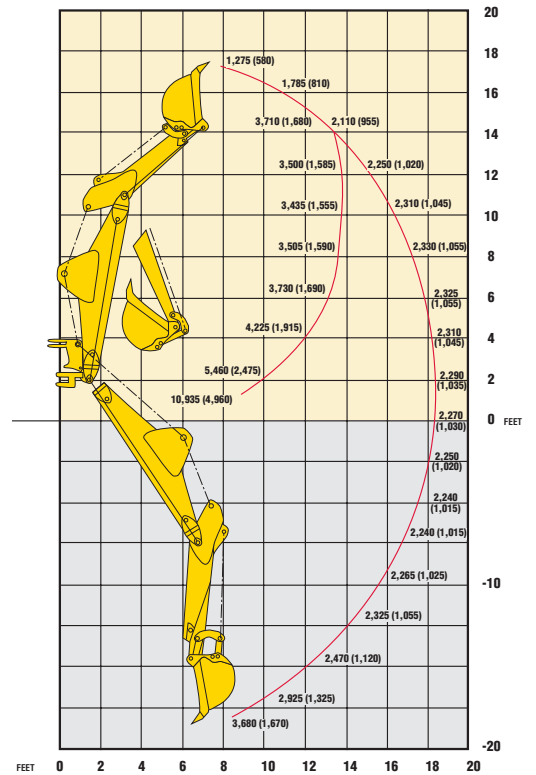 20
1,275 (580)
18
1,785 (810)
16
3,710 (1,680) 2,110 (955)
14
3,500 (1,585) 2,250 (1,020)
12
3,435 (1,555) 2,310 (1,045)
10
3,505 (1,590) 2,330 (1,055)
8
3,730 (1,690) 2,325
(1,055)
6
4,225 (1,915) 2,310
(1,045)
4
5,460 (2,475) 2,290
(1,035)
2
10,935 (4,960) 2,270
(1,030)
0 FEET
2,250
(1,020)
2,240
(1,015)
2,240 (1,015)
2,265 (1,025)
-10
2,325 (1,055)
2,470 (1,120)
2,925 (1,325)
3,680 (1,670)
-20
FEET 0 2 4 6 8 10 12 14 16 18 20